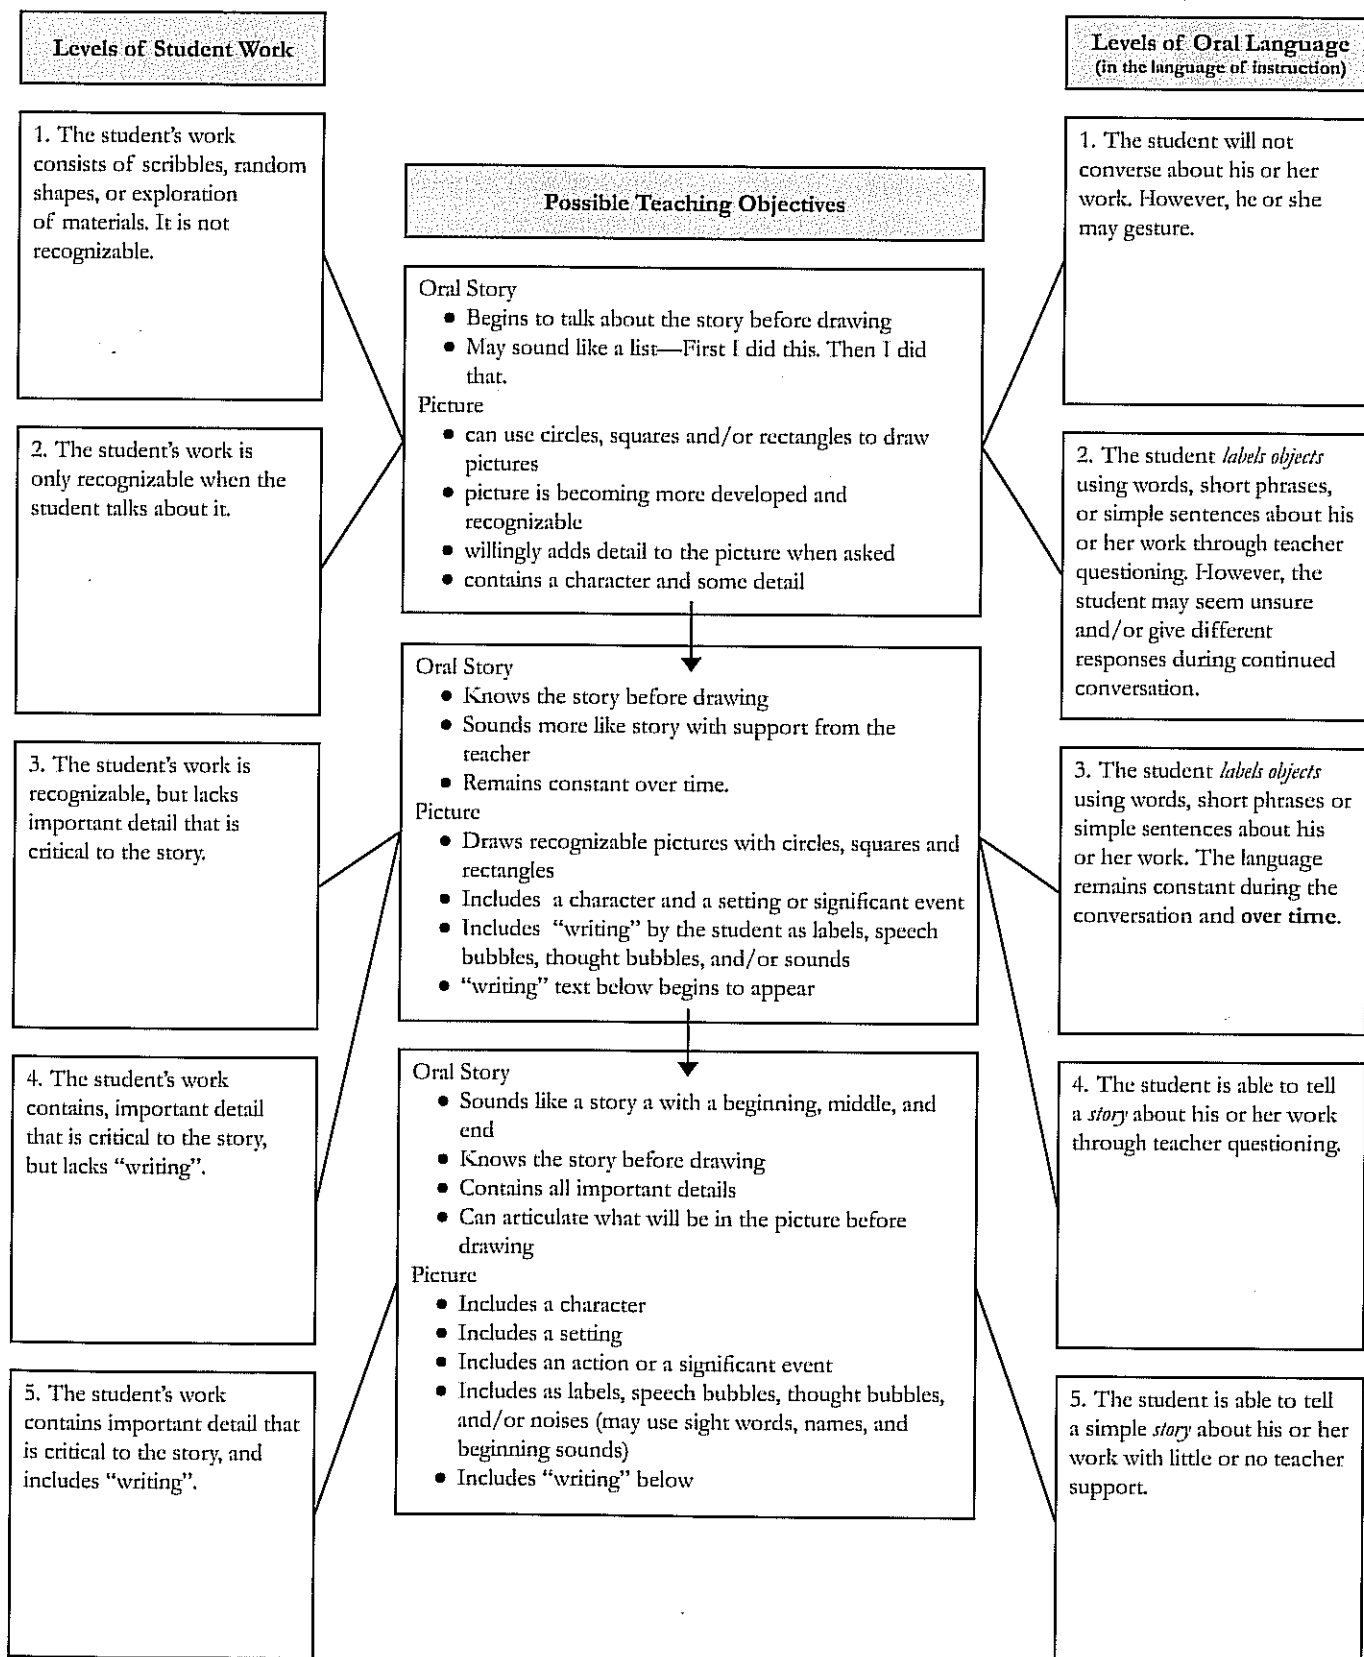 Levels of Student Work
1. The student's work
consists of scribbles, random
shapes, or exploration
of materials. It is not
recognizable.
2. The student's work is
only recognizable when the
student talks about it.
3. The student's work is
recognizable, but lacks
important detail that is
critical to the story.
4. The student's work
contains, important detail
that is critical to the story,
but lacks "writing".
5. The student's work
contains important detail that
is critical to the story, and
includes "writing".
Possible Teaching Objectives
Oral Story
• Begins to talk about the story before drawing
• May sound like a list—First I did this. Then I did
that.
Picture
• can use circles, squares and/or rectangles to draw
pictures
• picture is becoming more developed and
recognizable
• willingly adds detail to the picture when asked
• contains a character and some detail
Oral Story
• Knows the story before drawing
• Sounds more like story with support from the
teacher
• Remains constant over time.
Picture
• Draws recognizable pictures with circles, squares and
rectangles
• Includes a character and a setting or significant event
• Includes "writing" by the student as labels, speech
bubbles, thought bubbles, and/or sounds
• "writing" text below begins to appear
Oral Story
• Sounds like a story a with a beginning, middle, and
end
• Knows the story before drawing
• Contains all important details
• Can articulate what will be in the picture before
drawing
Picture
• Includes a character
• Includes a setting
• Includes an action or a significant event
• Includes as labels, speech bubbles, thought bubbles,
and/or noises (may use sight words, names, and
beginning sounds)
• Includes "writing" below
Levels of Oral Language
(in the language of instruction)
1. The student will not
converse about his or her
work. However, he or she
may gesture.
2. The student labels objects
using words, short phrases,
or simple sentences about his
or her work through teacher
questioning. However, the
student may seem unsure
and/or give different
responses during continued
conversation.
3. The student labels objects
using words, short phrases or
simple sentences about his
or her work. The language
remains constant during the
conversation and over time.
4. The student is able to tell
a story about his or her work
through teacher questioning.
5. The student is able to tell
a simple story about his or her
work with little or no teacher
support.